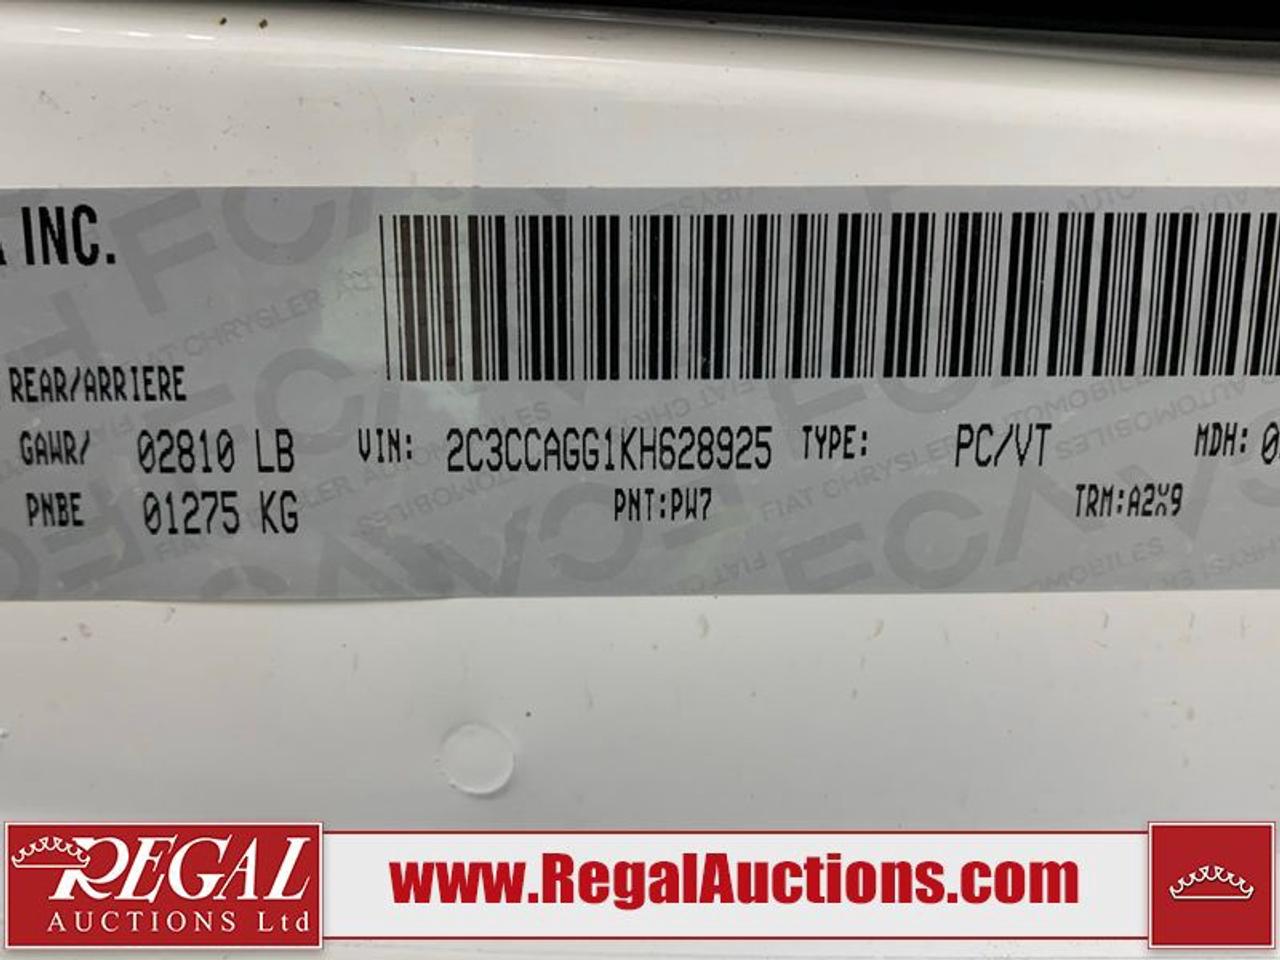 INC.
REAR/ARRIERE
GAWR/ 02810 LB VIN: 2C3CCAGG1KH628925 TYPE: PC/VT MDH: 0
PNBE 01275 KG PNT:PW7 TRM:A2X9
REGAL
AUCTIONS Ltd
www.RegalAuctions.com